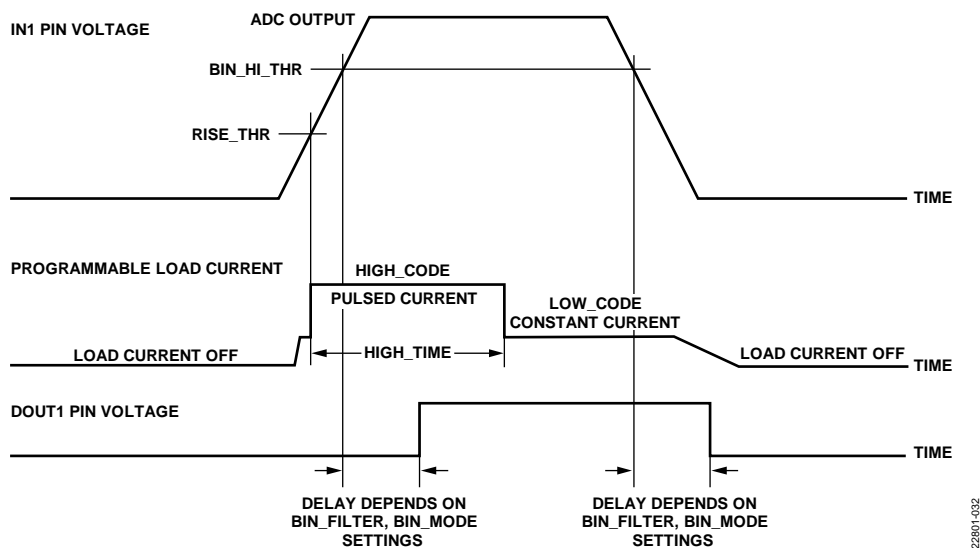 IN1 PIN VOLTAGE
ADC OUTPUT
BIN_HI_THR
RISE_THR
TIME
PROGRAMMABLE LOAD CURRENT
HIGH_CODE
PULSED CURRENT
LOW_CODE
CONSTANT CURRENT
LOAD CURRENT OFF
HIGH_TIME
LOAD CURRENT OFF
TIME
DOUT1 PIN VOLTAGE
TIME
DELAY DEPENDS ON
BIN_FILTER, BIN_MODE
SETTINGS
DELAY DEPENDS ON
BIN_FILTER, BIN_MODE
SETTINGS
22801-032